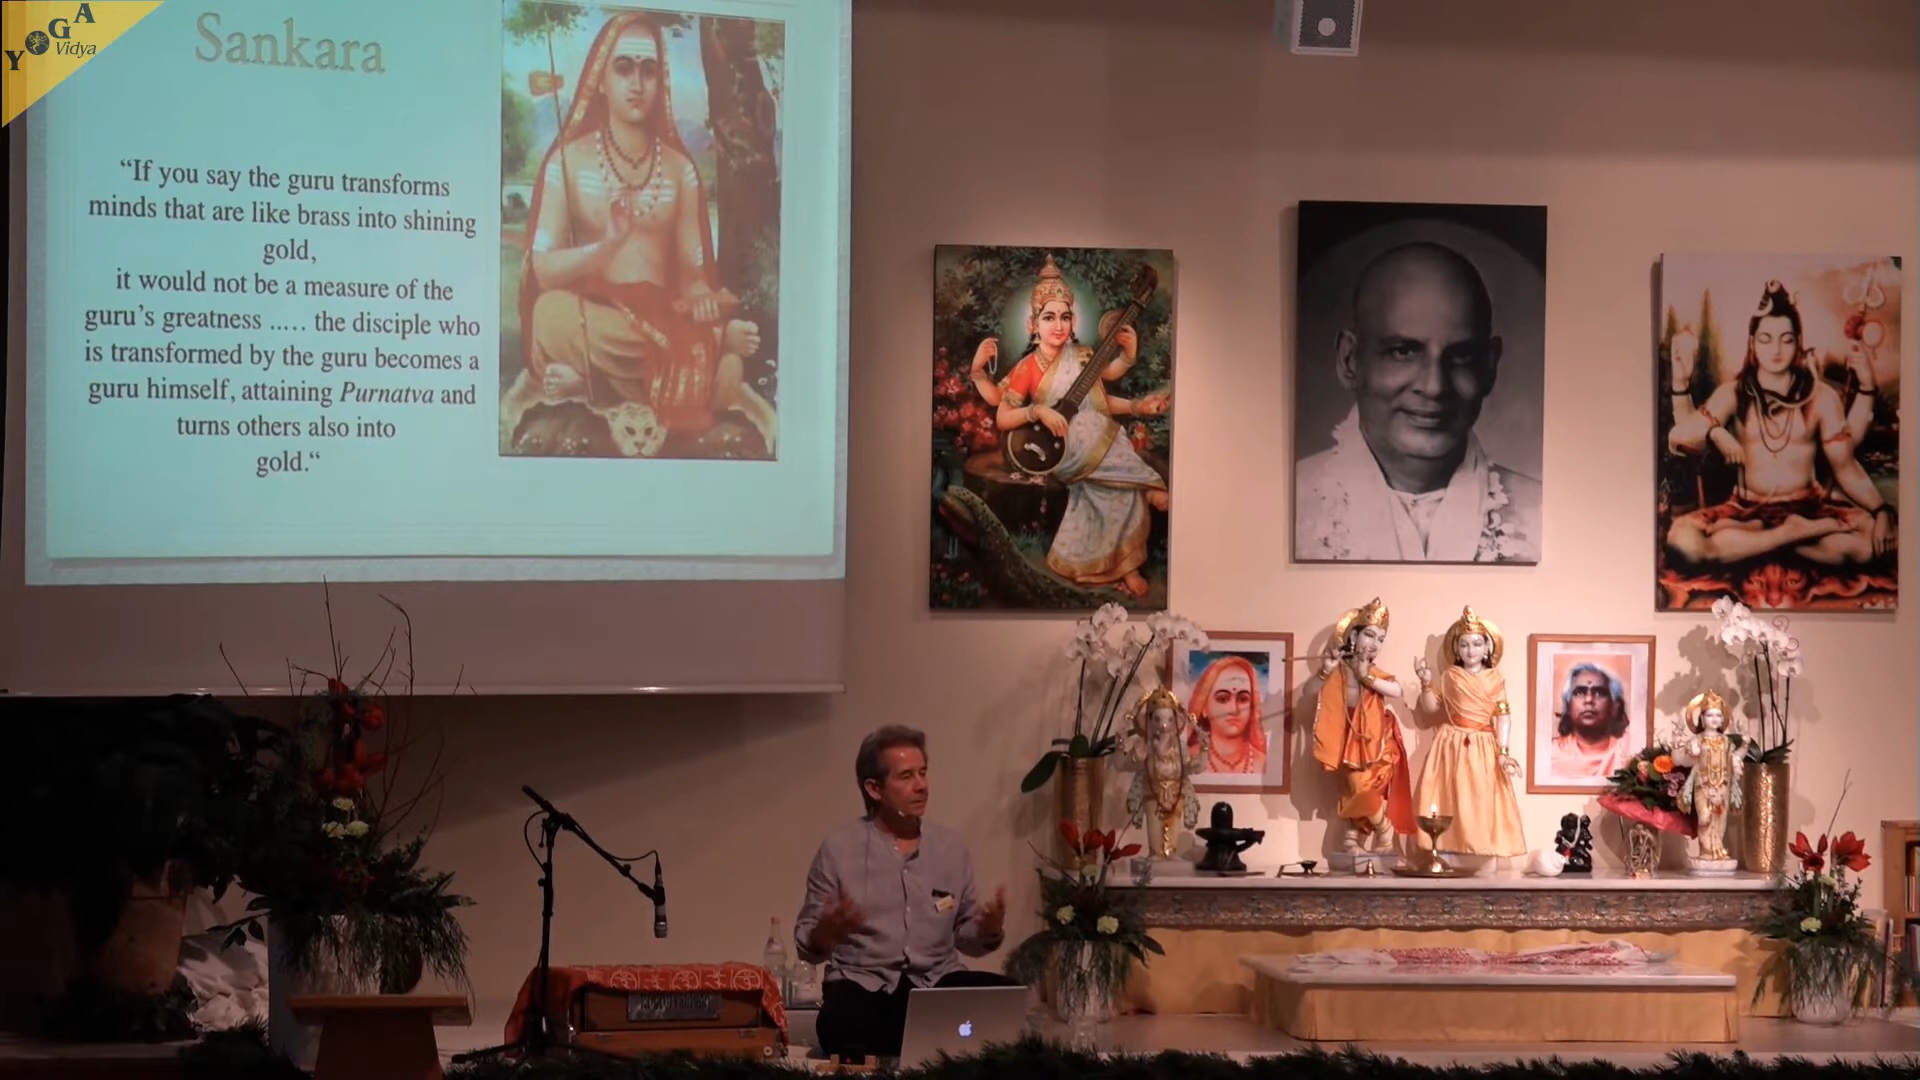 YOGA
Vidya
Sankara
“If you say the guru transforms
minds that are like brass into shining
gold,
it would not be a measure of the
guru’s greatness ….. the disciple who
is transformed by the guru becomes a
guru himself, attaining Purnatva and
turns others also into
gold.“